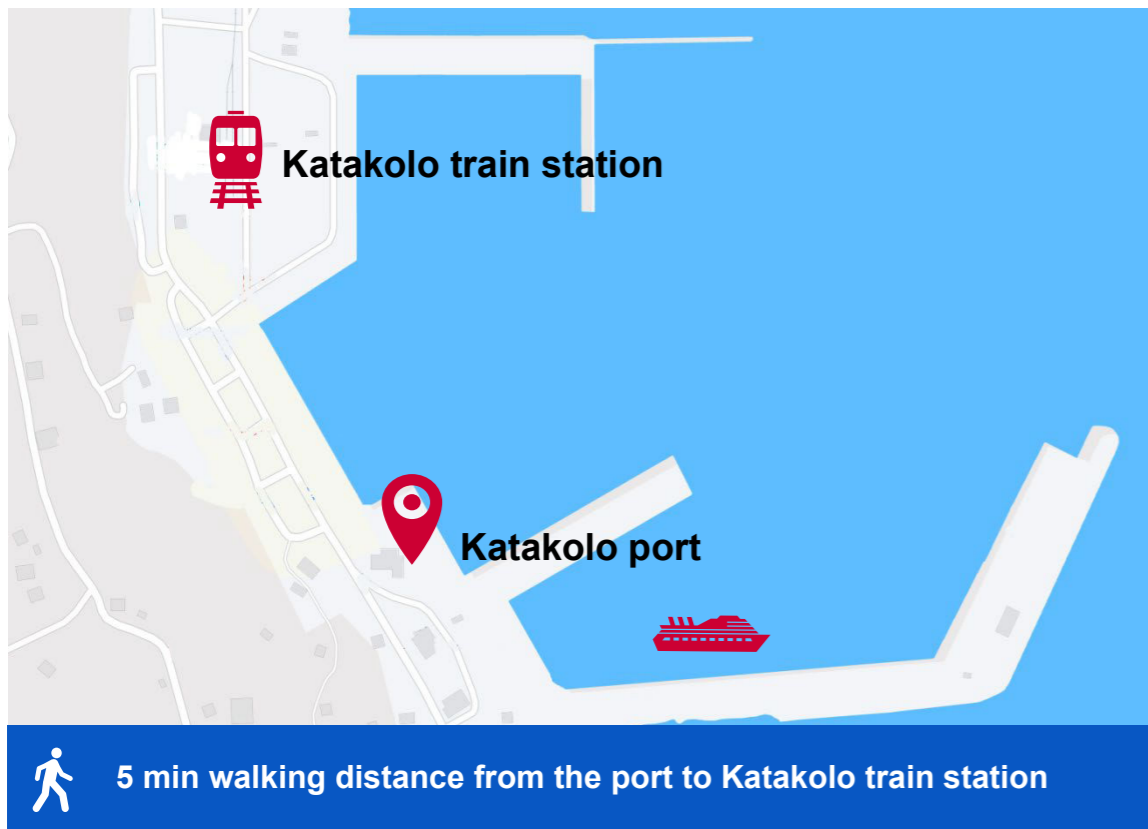 Katakolo train station
Katakolo port
5 min walking distance from the port to Katakolo train station